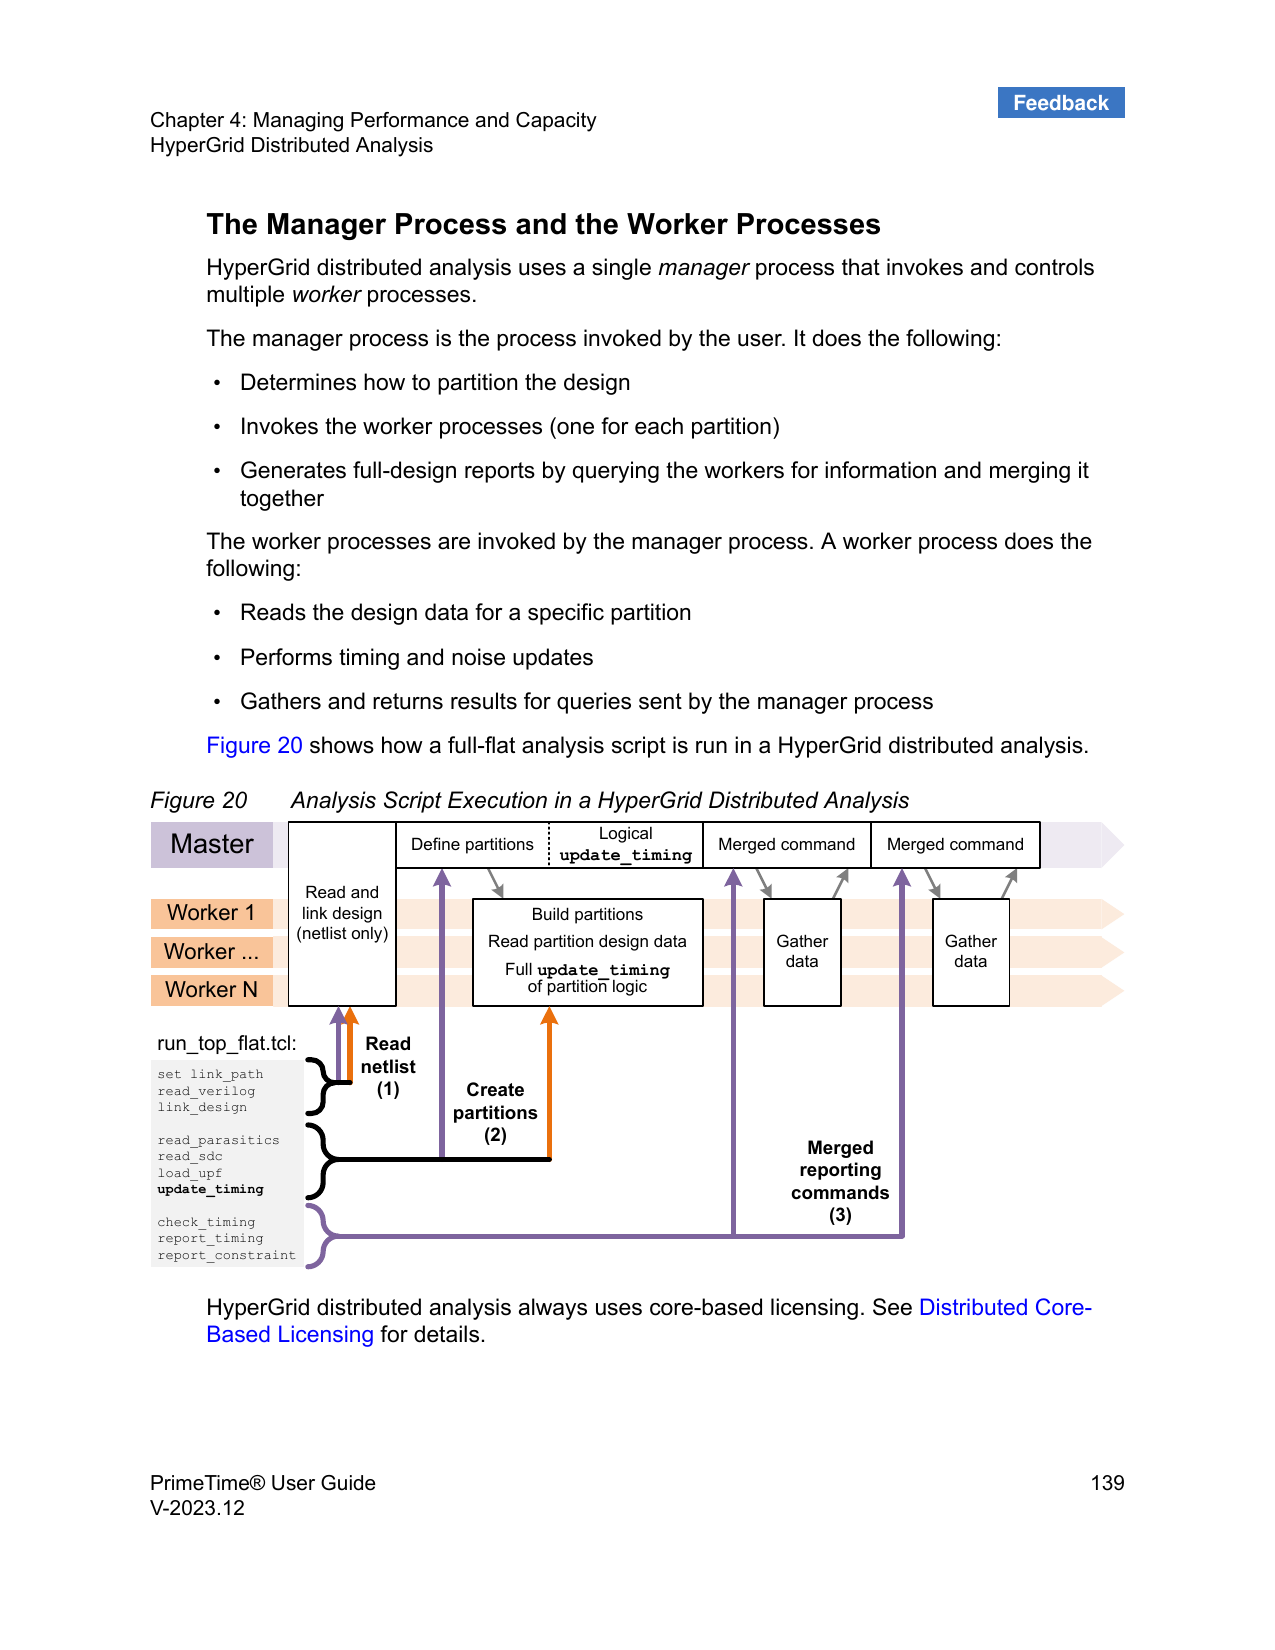 Feedback
Chapter 4: Managing Performance and Capacity
HyperGrid Distributed Analysis
The Manager Process and the Worker Processes
HyperGrid distributed analysis uses a single manager process that invokes and controls
multiple worker processes.
The manager process is the process invoked by the user. It does the following:
• Determines how to partition the design
• Invokes the worker processes (one for each partition)
• Generates full-design reports by querying the workers for information and merging it
together
The worker processes are invoked by the manager process. A worker process does the
following:
• Reads the design data for a specific partition
• Performs timing and noise updates
• Gathers and returns results for queries sent by the manager process
Figure 20 shows how a full-flat analysis script is run in a HyperGrid distributed analysis.
Figure 20 Analysis Script Execution in a HyperGrid Distributed Analysis
Master
Define partitions
Logical
update_timing
Merged command
Merged command
Read and
link design
(netlist only)
Worker 1
Worker ...
Worker N
Build partitions
Read partition design data
Full update_timing
of partition logic
Gather
data
Gather
data
run_top_flat.tcl:
set link_path
read_verilog
link_design
read_parasitics
read_sdc
load_upf
update_timing
check_timing
report_timing
report_constraint
Read
netlist
(1)
Create
partitions
(2)
Merged
reporting
commands
(3)
HyperGrid distributed analysis always uses core-based licensing. See Distributed Core-
Based Licensing for details.
PrimeTime® User Guide 139
V-2023.12